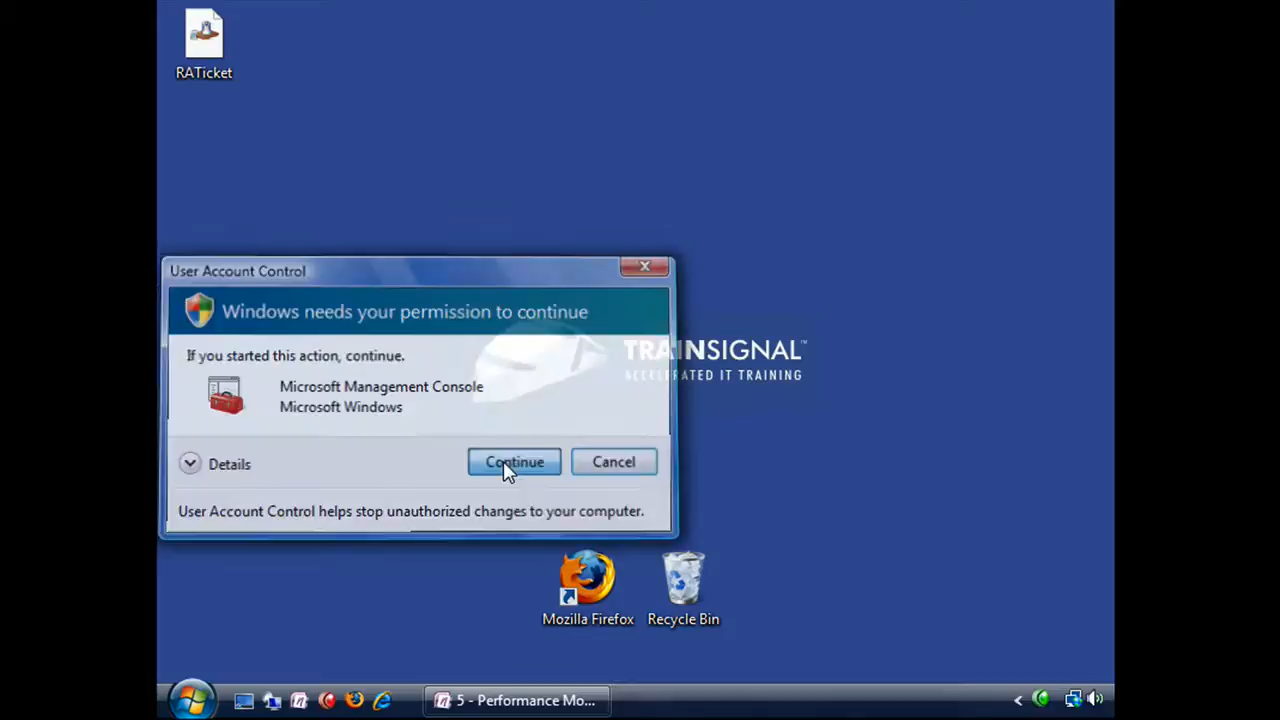 RATicket
User Account Control
Windows needs your permission to continue
If you started this action, continue.
TRAINSIGNAL™
ACCELERATED IT TRAINING
Microsoft Management Console
Microsoft Windows
Details
Continue
Cancel
User Account Control helps stop unauthorized changes to your computer.
Mozilla Firefox
Recycle Bin
5 - Performance Mo...